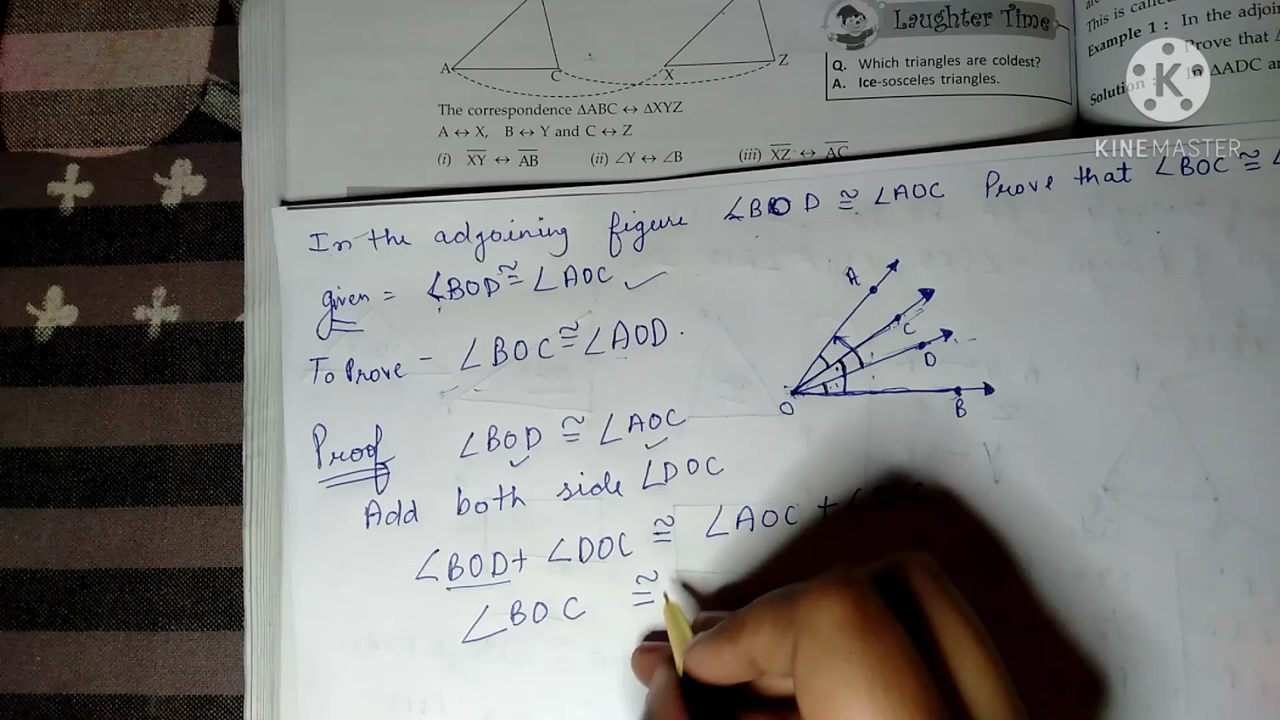 A C X Z
The correspondence ΔABC ↔ ΔXYZ
A ↔ X, B ↔ Y and C ↔ Z
(i) XY ↔ AB (ii) ∠Y ↔ ∠B (iii) XZ ↔ AC
Laughter Time
Q. Which triangles are coldest?
A. Ice-sosceles triangles.
This is
Example 1 : In the
Prove that
Solution In ΔADC
K
KINEMASTER
In the adjoining figure ∠BOD ≅ ∠AOC Prove that ∠BOC ≅ ∠
given = ∠BOD ≅ ∠AOC ✓
To Prove - ∠BOC ≅ ∠AOD.
A
C
D
O B
Proof ∠BOD ≅ ∠AOC
Add both side ∠DOC
∠BOD + ∠DOC ≅ ∠AOC + ∠
∠BOC ≅